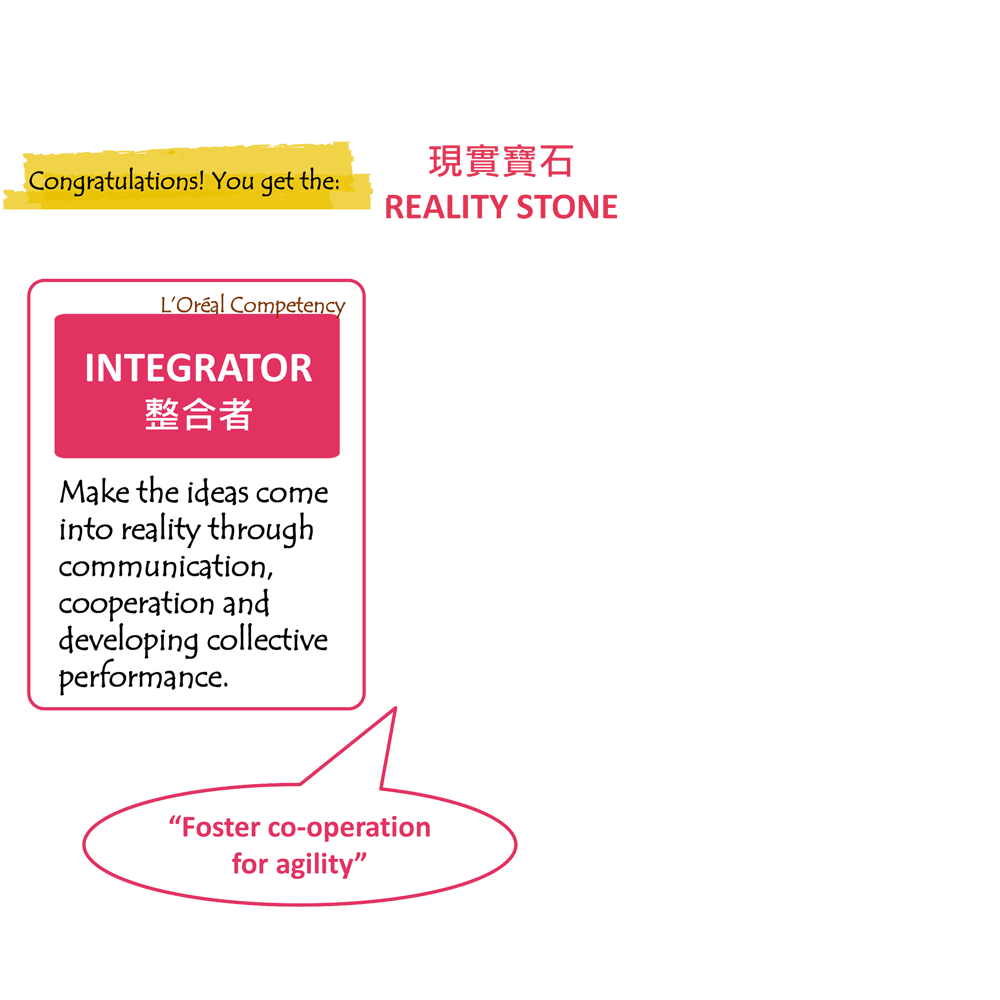 Congratulations! You get the:
現實寶石
REALITY STONE
L’Oréal Competency
INTEGRATOR
整合者
Make the ideas come
into reality through
communication,
cooperation and
developing collective
performance.
“Foster co-operation
for agility”